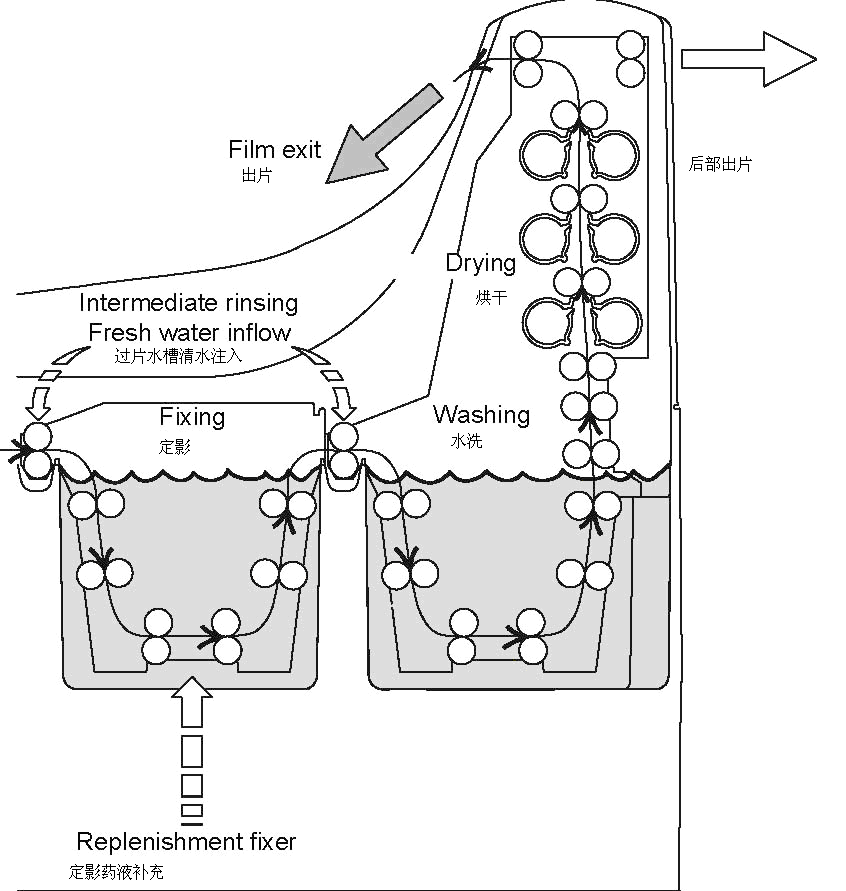 Film exit
出片
后部出片
Drying
烘干
Intermediate rinsing
Fresh water inflow
过片水槽清水注入
Fixing
定影
Washing
水洗
Replenishment fixer
定影药液补充